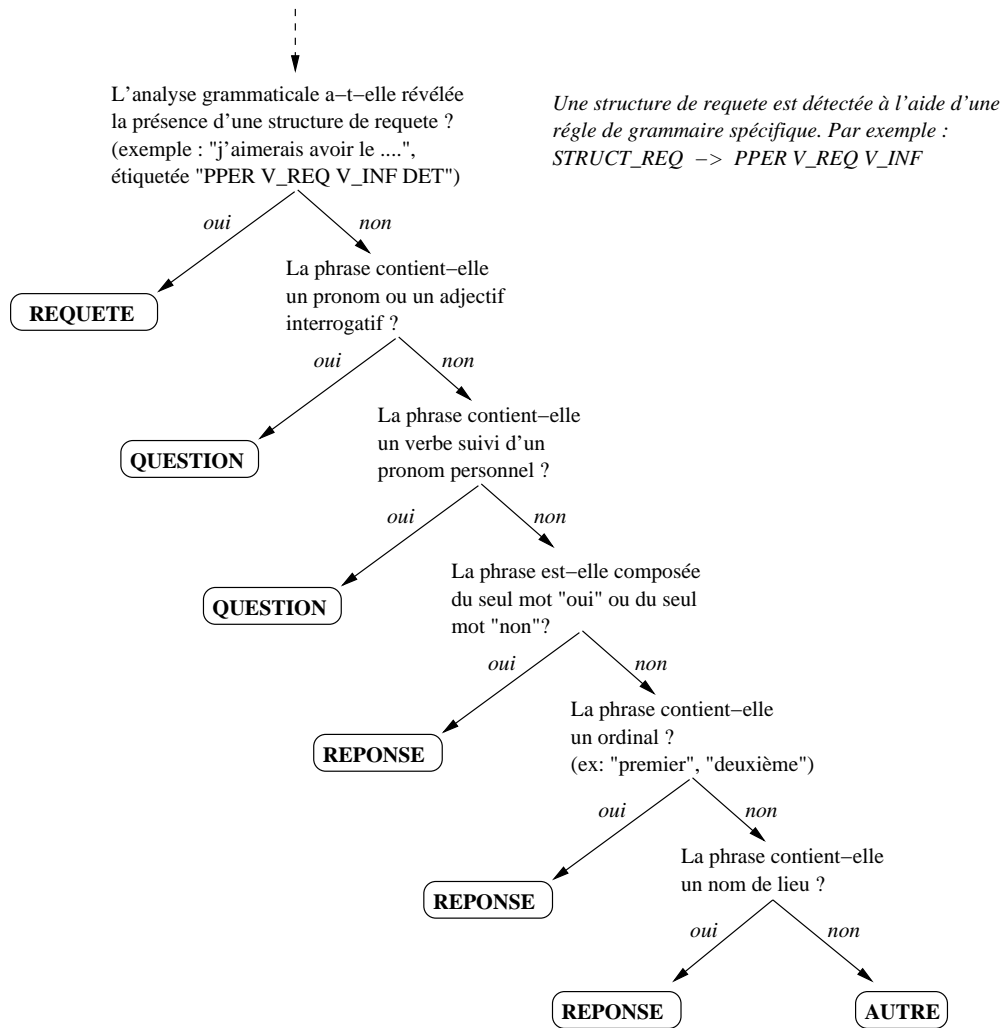 L'analyse grammaticale a−t−elle révélée
la présence d'une structure de requete ?
(exemple : "j'aimerais avoir le ....",
étiquetée "PPER V_REQ V_INF DET")
Une structure de requete est détectée à l'aide d'une
régle de grammaire spécifique. Par exemple :
STRUCT_REQ −> PPER V_REQ V_INF
oui
non
REQUETE
La phrase contient−elle
un pronom ou un adjectif
interrogatif ?
oui
non
QUESTION
La phrase contient−elle
un verbe suivi d'un
pronom personnel ?
oui
non
QUESTION
La phrase est−elle composée
du seul mot "oui" ou du seul
mot "non"?
oui
non
REPONSE
La phrase contient−elle
un ordinal ?
(ex: "premier", "deuxième")
oui
non
REPONSE
La phrase contient−elle
un nom de lieu ?
oui
non
REPONSE
AUTRE